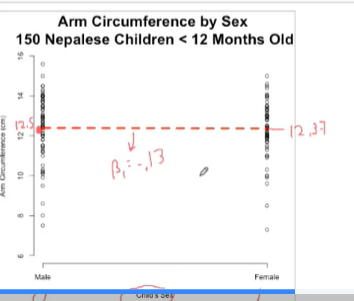 Arm Circumference by Sex
150 Nepalese Children < 12 Months Old
16
14
12.5
12
10
8
6
Arm Circumference (cm)
12,37
β₁=-,13
Male
Female
Child's Sex